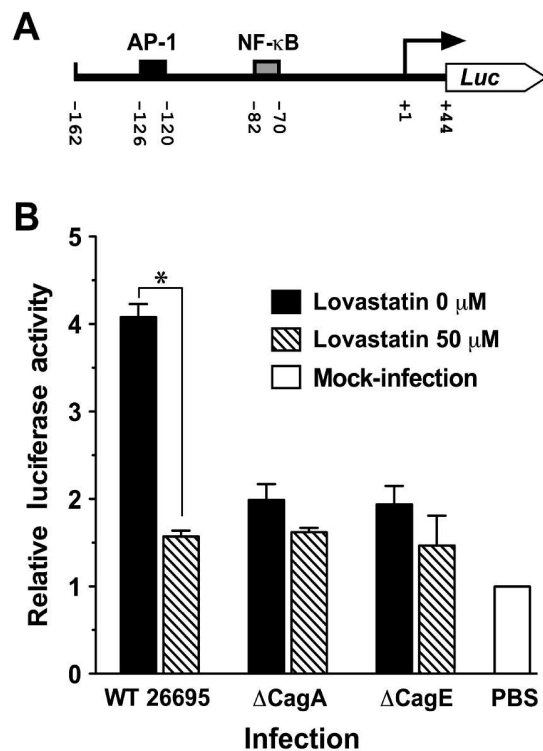 A
AP-1 NF-κB
Luc
-162 -126 -120 -82 -70 +1 +44
B
Relative luciferase activity
5
4
3
2
1
0
*
Lovastatin 0 μM
Lovastatin 50 μM
Mock-infection
WT 26695 ΔCagA ΔCagE PBS
Infection